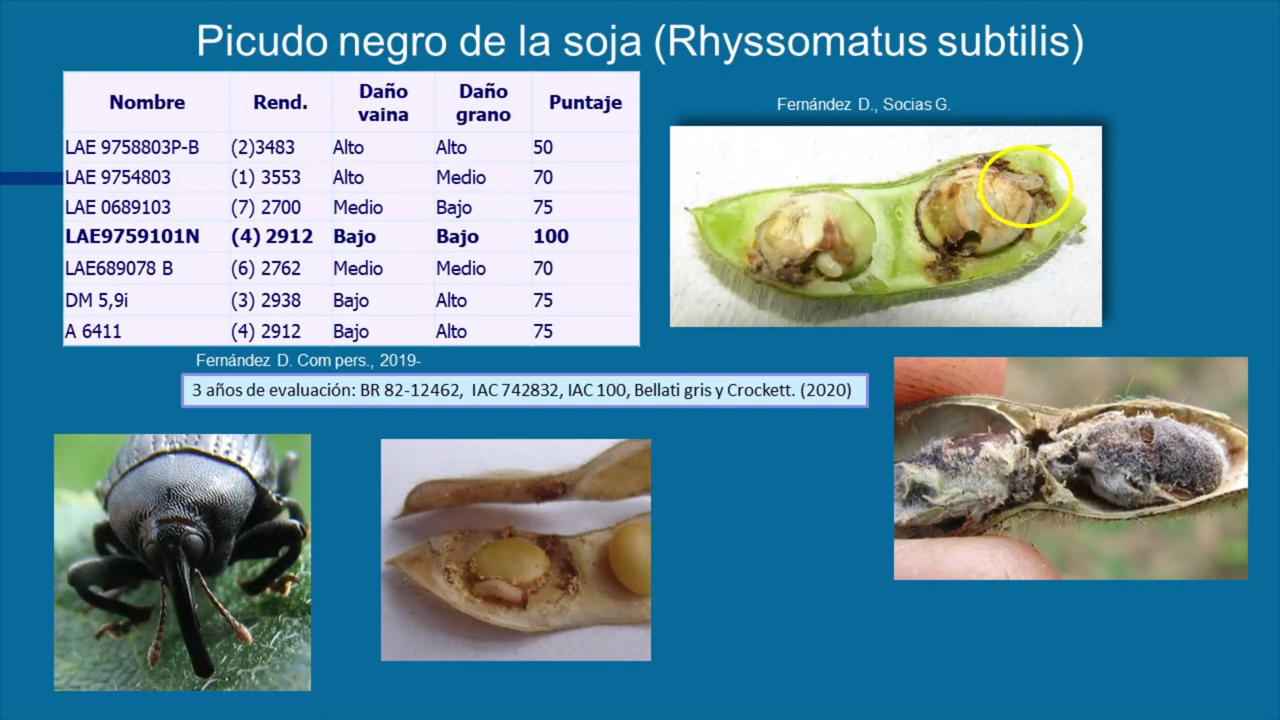 Picudo negro de la soja (Rhyssomatus subtilis)
Nombre Rend. Daño vaina Daño grano Puntaje
LAE 9758803P-B (2)3483 Alto Alto 50
LAE 9754803 (1) 3553 Alto Medio 70
LAE 0689103 (7) 2700 Medio Bajo 75
LAE9759101N (4) 2912 Bajo Bajo 100
LAE689078 B (6) 2762 Medio Medio 70
DM 5,9i (3) 2938 Bajo Alto 75
A 6411 (4) 2912 Bajo Alto 75
Fernández D., Socias G.
Fernández D. Com pers., 2019-
3 años de evaluación: BR 82-12462, IAC 742832, IAC 100, Bellati gris y Crockett. (2020)